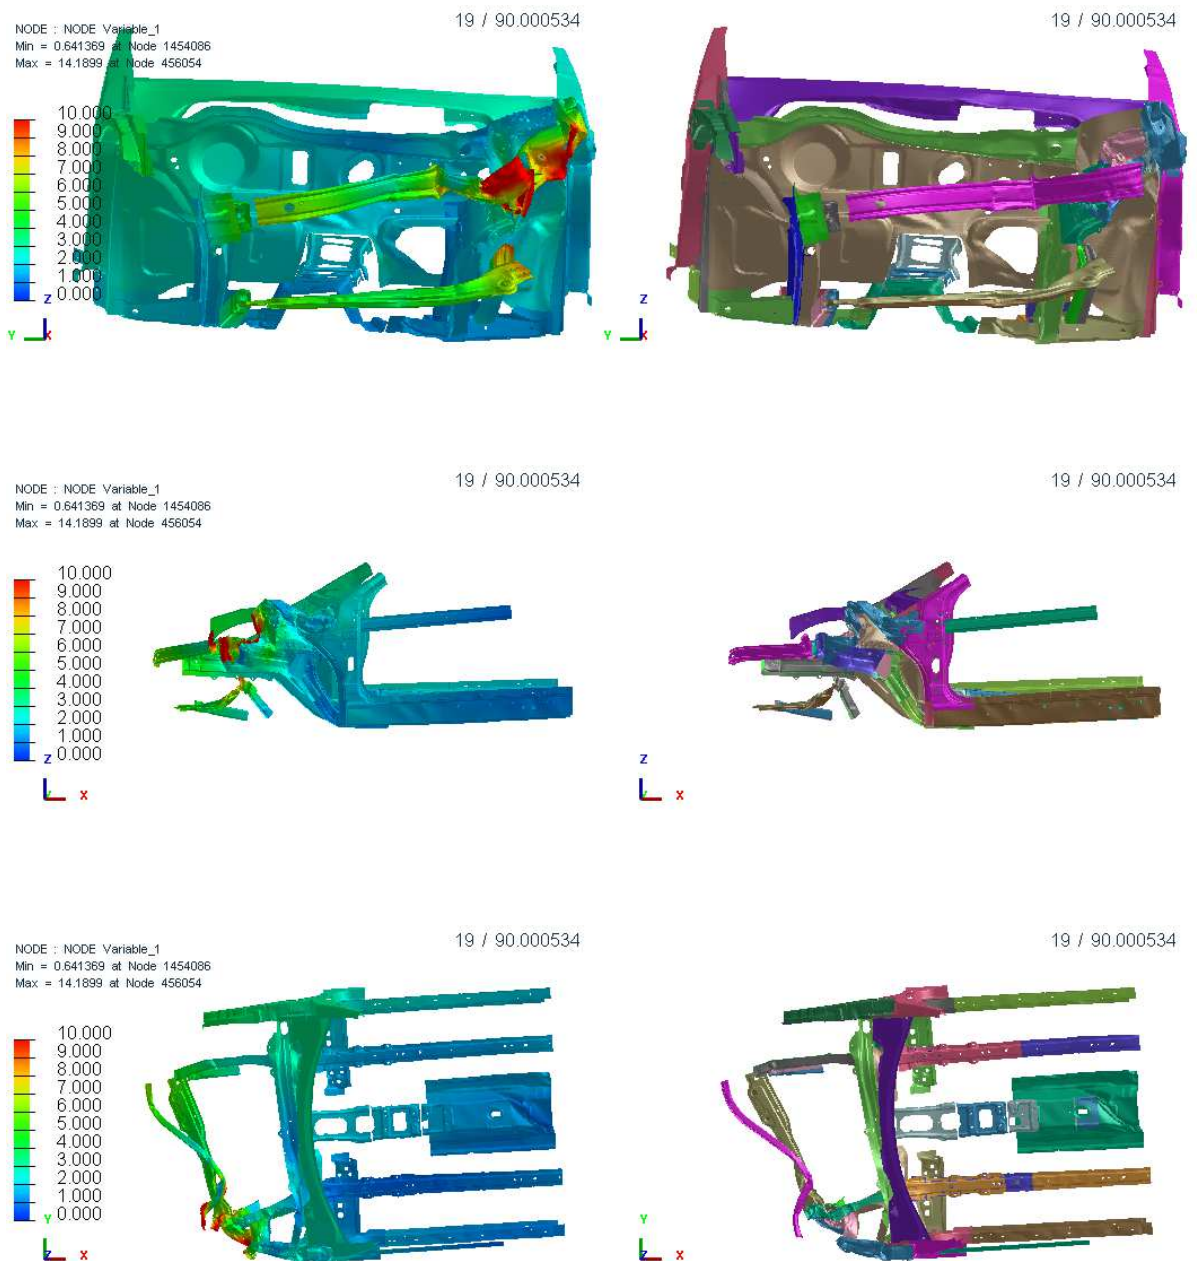 NODE : NODE Variable_1
Min = 0.641369 at Node 1454086
Max = 14.1899 at Node 456054
19 / 90.000534
19 / 90.000534
10.000
9.000
8.000
7.000
6.000
5.000
4.000
3.000
2.000
1.000
0.000
Z
Y
X
Z
Y
X
NODE : NODE Variable_1
Min = 0.641369 at Node 1454086
Max = 14.1899 at Node 456054
19 / 90.000534
19 / 90.000534
10.000
9.000
8.000
7.000
6.000
5.000
4.000
3.000
2.000
1.000
0.000
Z
Y
X
Z
Y
X
NODE : NODE Variable_1
Min = 0.641369 at Node 1454086
Max = 14.1899 at Node 456054
19 / 90.000534
19 / 90.000534
10.000
9.000
8.000
7.000
6.000
5.000
4.000
3.000
2.000
1.000
0.000
Y
Z
X
Y
Z
X